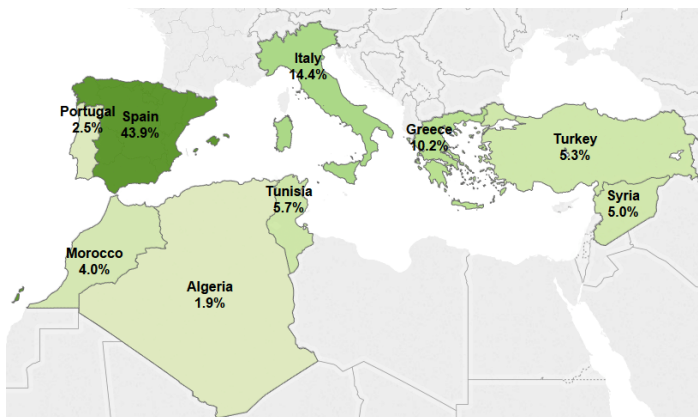 Italy
14.4%
Portugal
2.5%
Spain
43.9%
Greece
10.2%
Turkey
5.3%
Tunisia
5.7%
Syria
5.0%
Morocco
4.0%
Algeria
1.9%